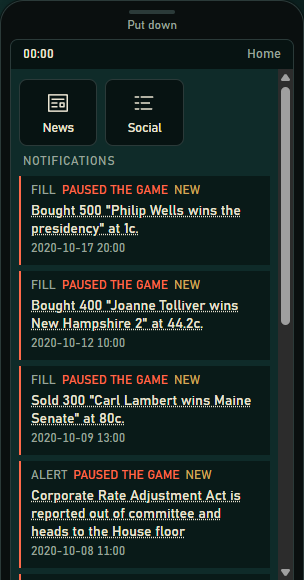 Put down
00:00 Home
News Social
NOTIFICATIONS
FILL PAUSED THE GAME NEW
Bought 500 "Philip Wells wins the
presidency" at 1c.
2020-10-17 20:00
FILL PAUSED THE GAME NEW
Bought 400 "Joanne Tolliver wins
New Hampshire 2" at 44.2c.
2020-10-12 10:00
FILL PAUSED THE GAME NEW
Sold 300 "Carl Lambert wins Maine
Senate" at 80c.
2020-10-09 13:00
ALERT PAUSED THE GAME NEW
Corporate Rate Adjustment Act is
reported out of committee and
heads to the House floor
2020-10-08 11:00